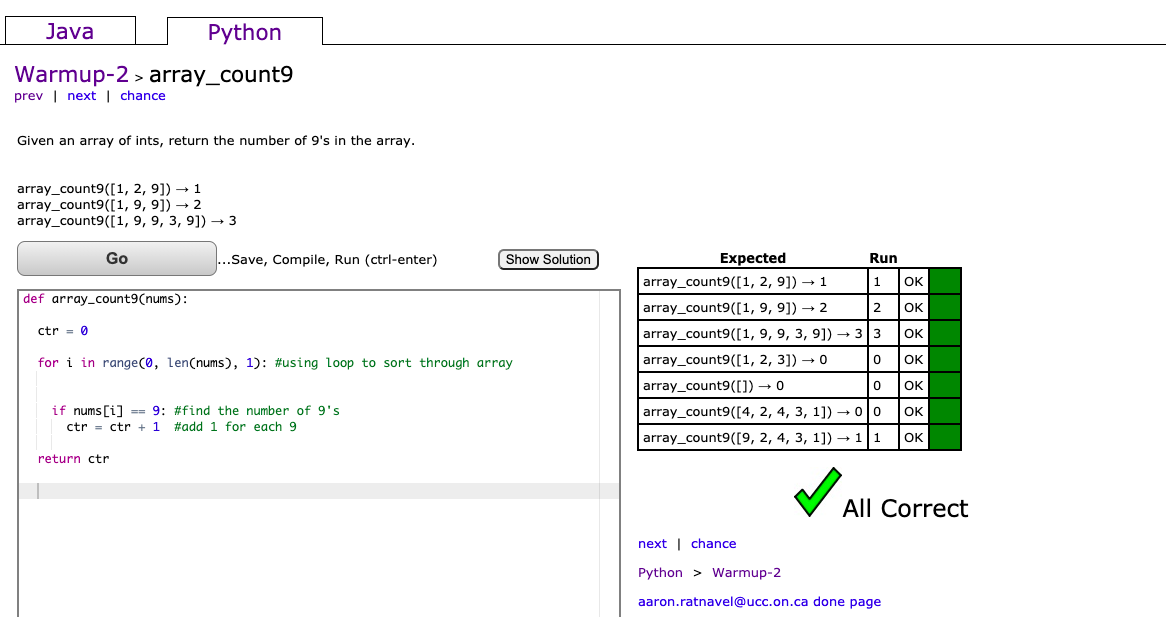 Java
Python
Warmup-2 > array_count9
prev | next | chance
Given an array of ints, return the number of 9's in the array.
array_count9([1, 2, 9]) → 1
array_count9([1, 9, 9]) → 2
array_count9([1, 9, 9, 3, 9]) → 3
Go
...Save, Compile, Run (ctrl-enter)
Show Solution
def array_count9(nums):
ctr = 0
for i in range(0, len(nums), 1): #using loop to sort through array
if nums[i] == 9: #find the number of 9's
ctr = ctr + 1 #add 1 for each 9
return ctr
Expected Run
array_count9([1, 2, 9]) → 1 1 OK
array_count9([1, 9, 9]) → 2 2 OK
array_count9([1, 9, 9, 3, 9]) → 3 3 OK
array_count9([1, 2, 3]) → 0 0 OK
array_count9([]) → 0 0 OK
array_count9([4, 2, 4, 3, 1]) → 0 0 OK
array_count9([9, 2, 4, 3, 1]) → 1 1 OK
All Correct
next | chance
Python > Warmup-2
aaron.ratnavel@ucc.on.ca done page